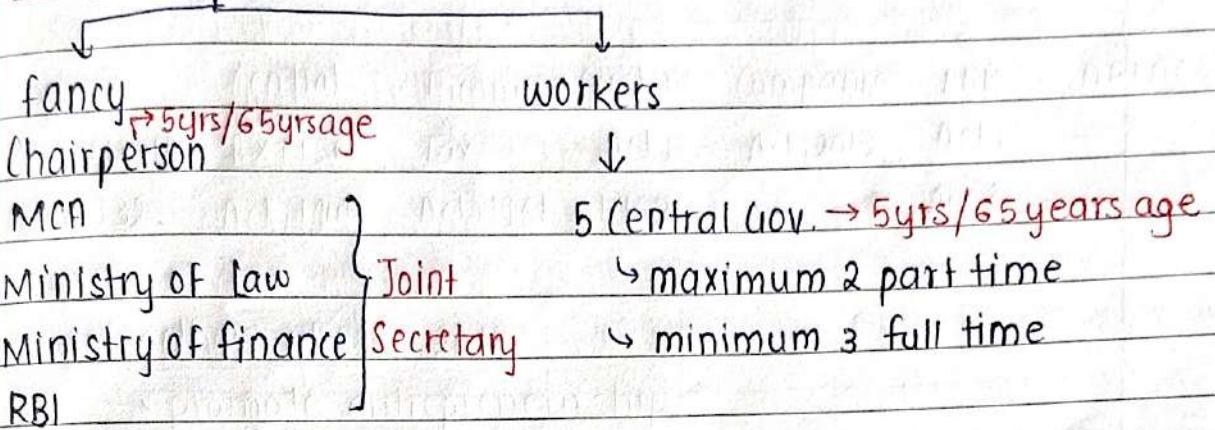 fancy
→ 5yrs/65yrsage
Chairperson
MCA
Ministry of Law
Ministry of finance
RBI
Joint
Secretary
workers
↓
5 Central Gov. → 5yrs/65years age
↳ maximum 2 part time
↳ minimum 3 full time